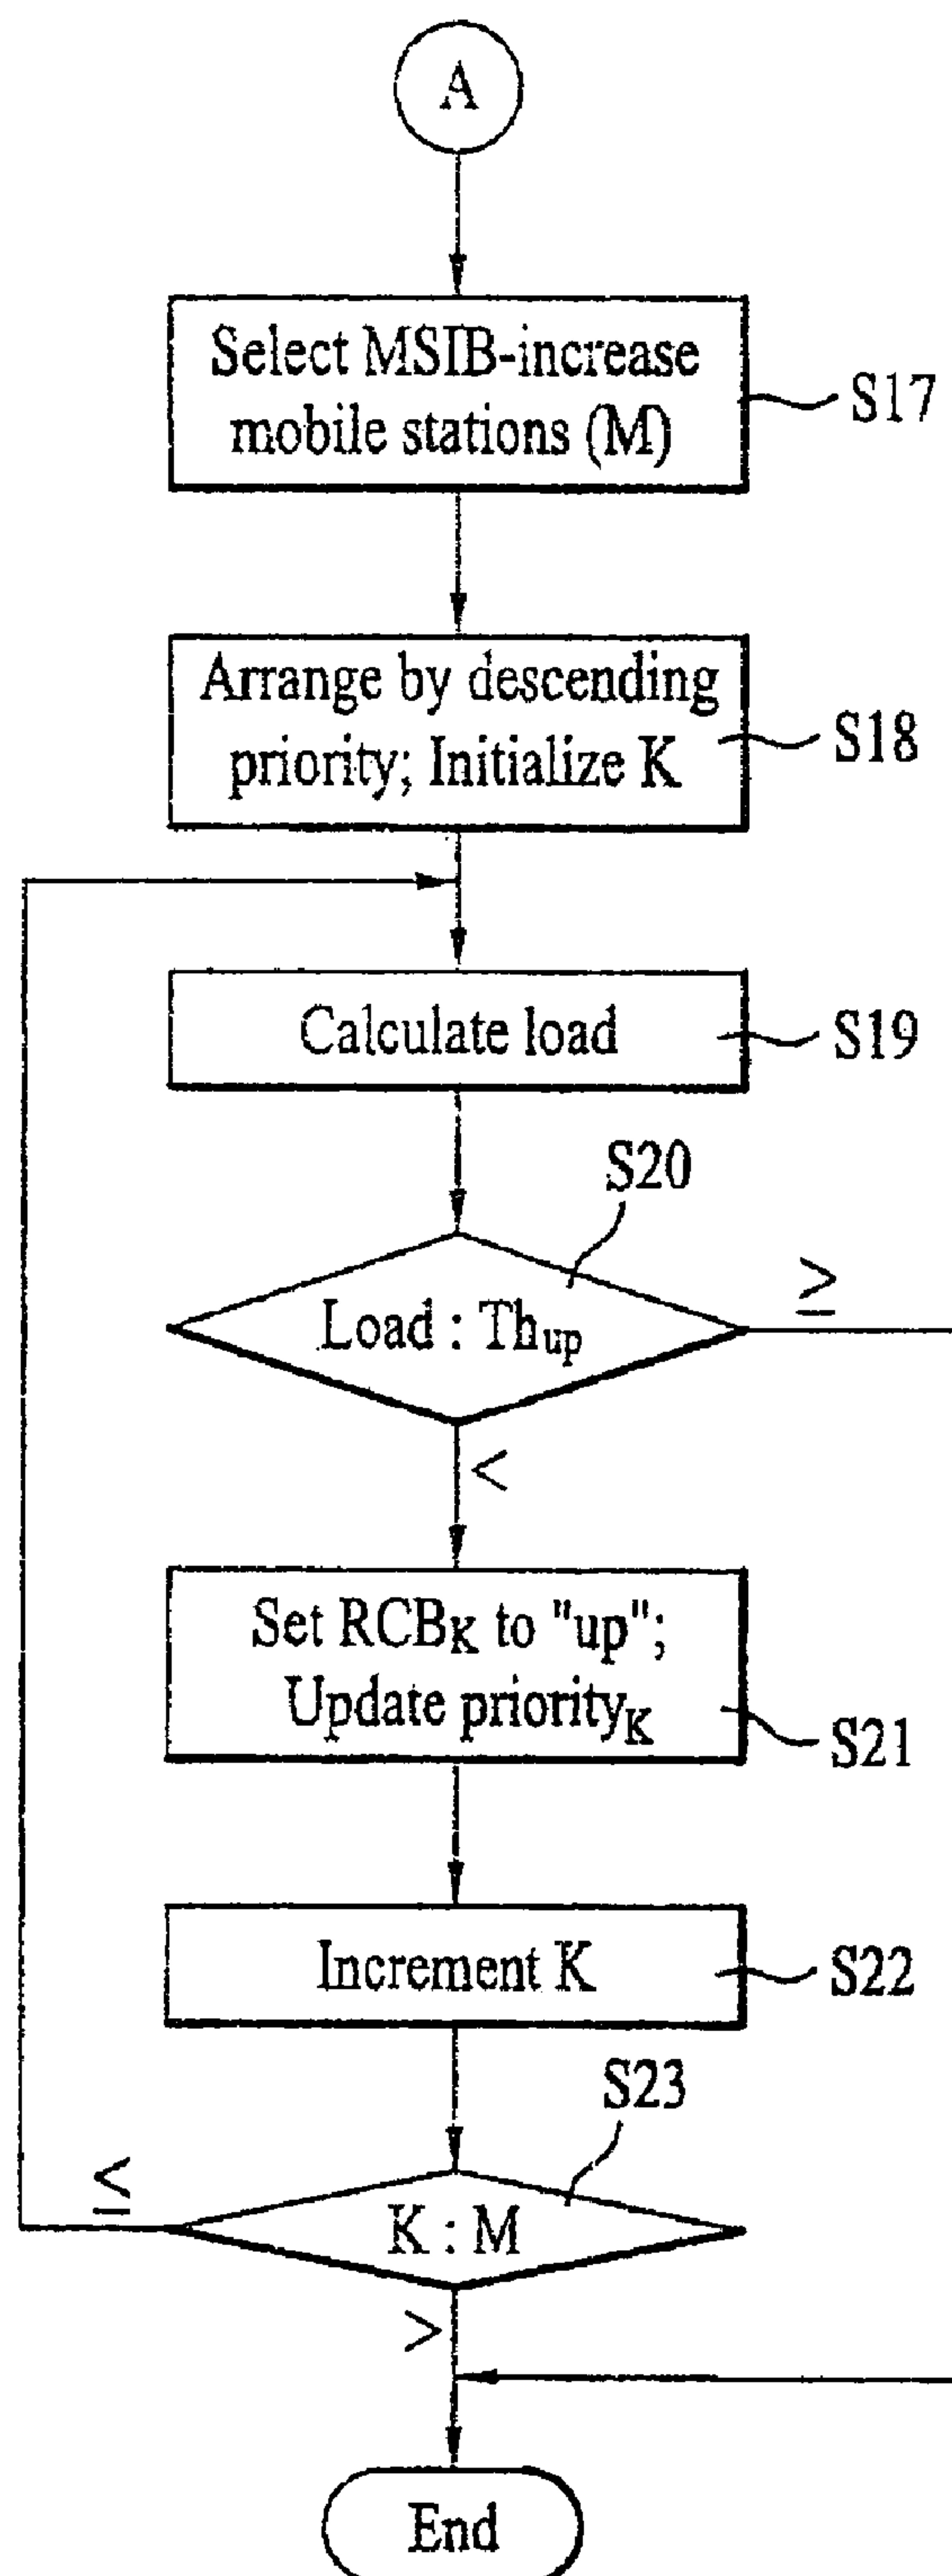 A
Select MSIB-increase
mobile stations (M)
S17
Arrange by descending
priority; Initialize K
S18
Calculate load
S19
S20
Load : Thup
≥
<
Set RCBK to "up";
Update priorityK
S21
Increment K
S22
S23
K : M
≤
>
End